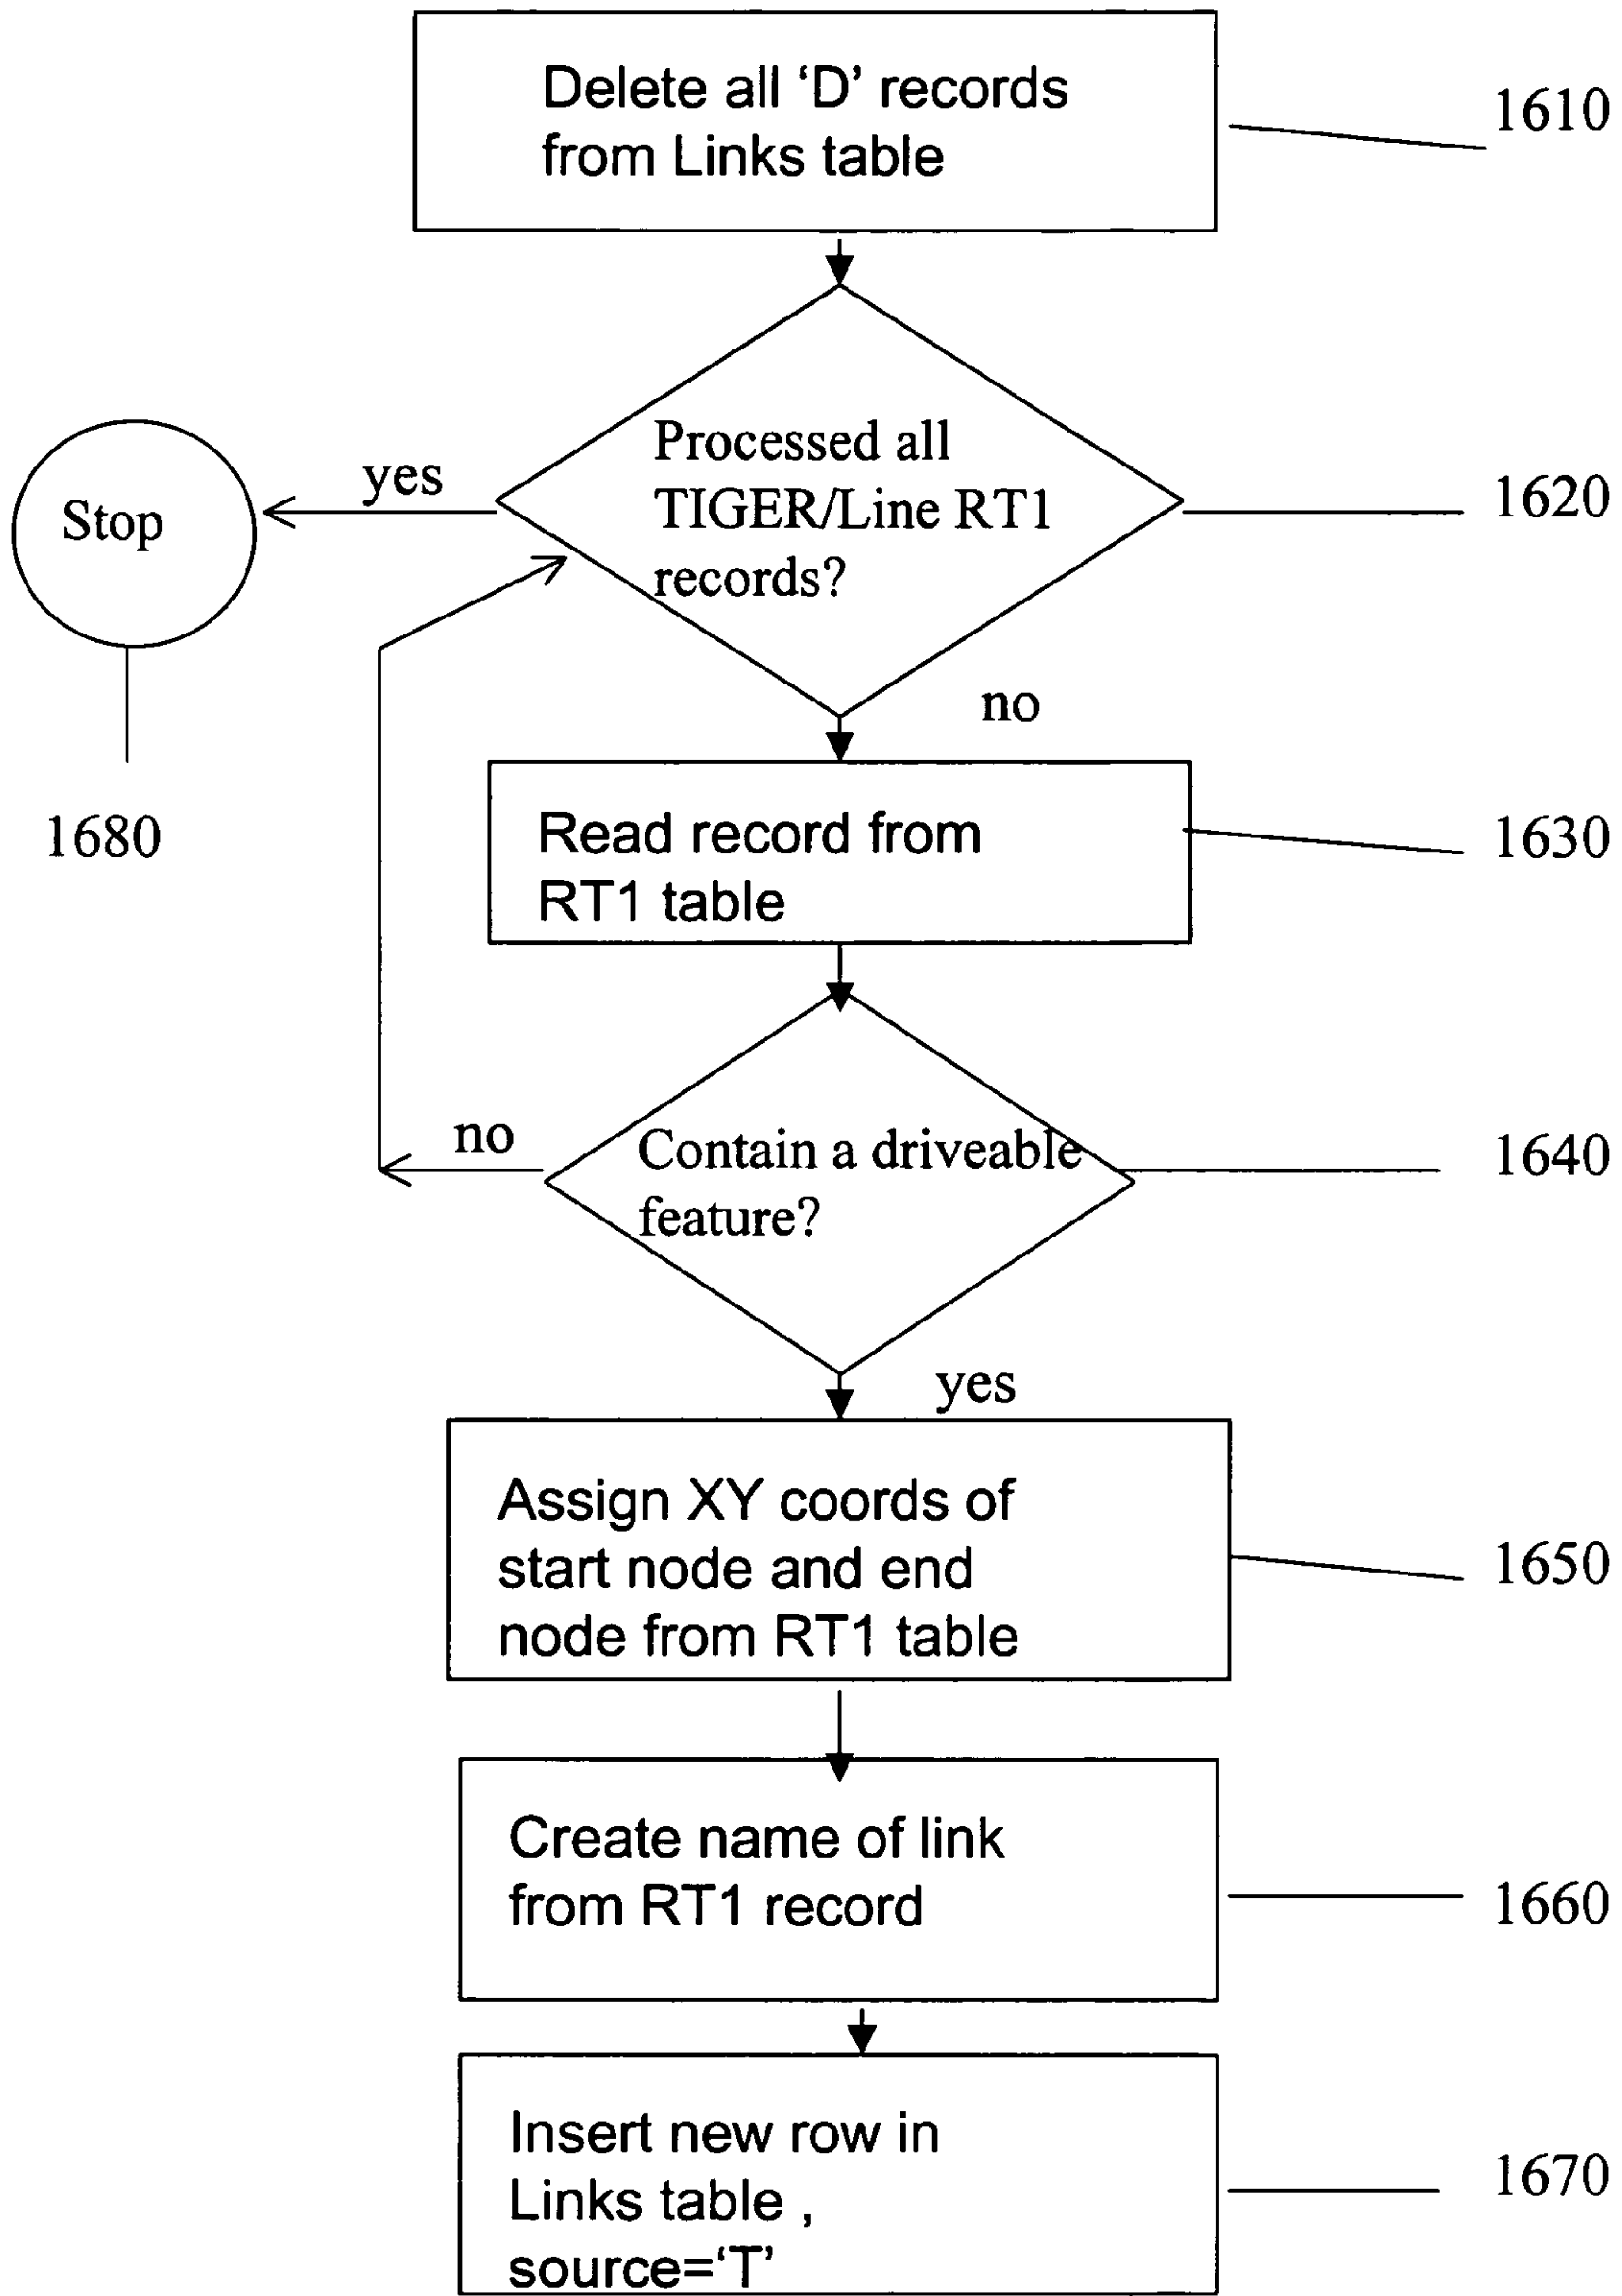 Delete all ‘D’ records
from Links table
1610
Processed all
TIGER/Line RT1
records?
yes
Stop
1620
no
1680
Read record from
RT1 table
1630
no
Contain a driveable
feature?
1640
yes
Assign XY coords of
start node and end
node from RT1 table
1650
Create name of link
from RT1 record
1660
Insert new row in
Links table ,
source=‘T’
1670